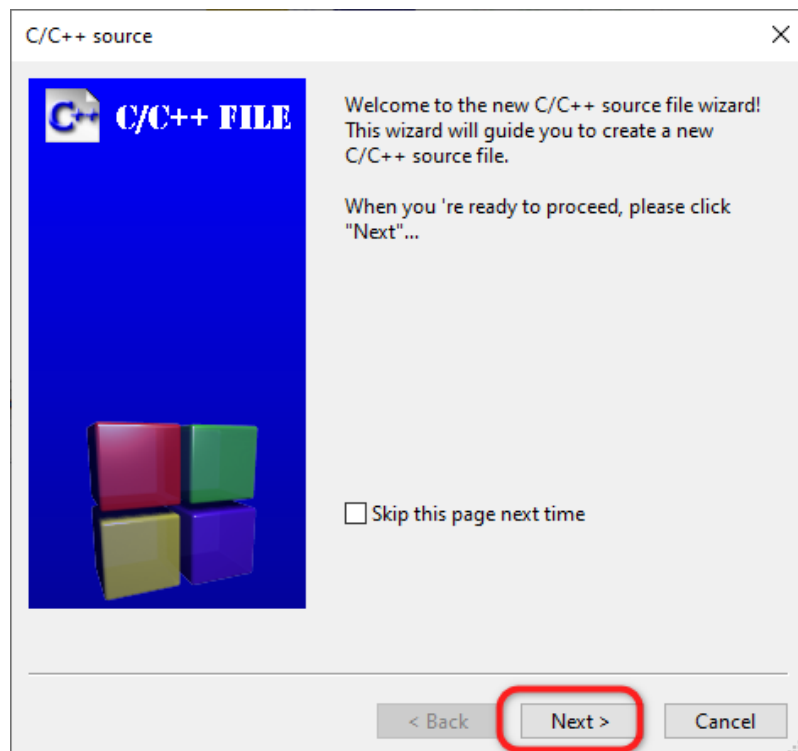 C/C++ source
C++ C/C++ FILE
Welcome to the new C/C++ source file wizard!
This wizard will guide you to create a new
C/C++ source file.
When you 're ready to proceed, please click
"Next"...
Skip this page next time
< Back Next > Cancel